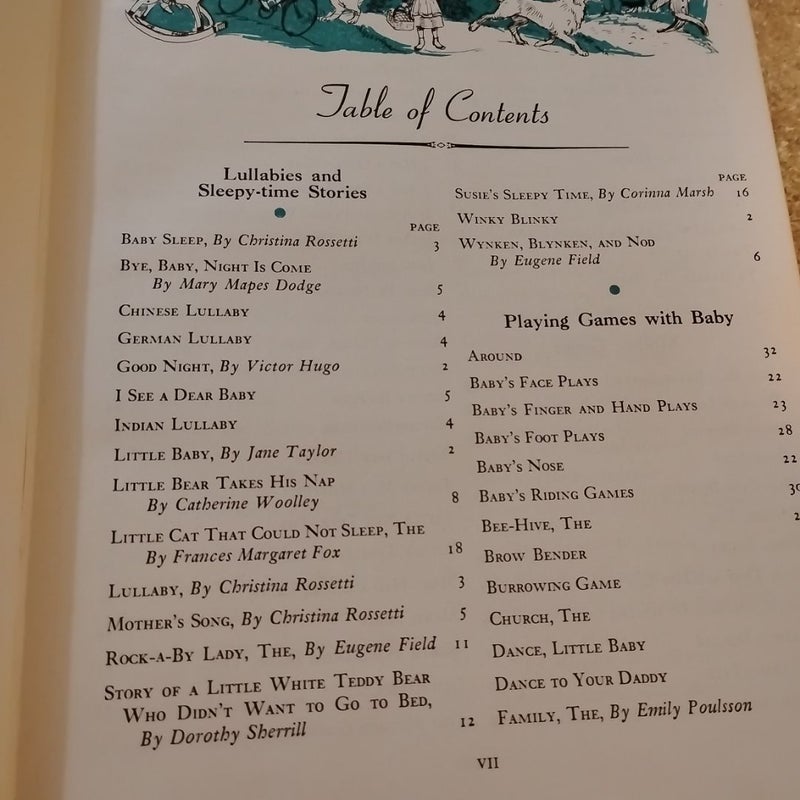 Table of Contents
Lullabies and
Sleepy-time Stories
PAGE
BABY SLEEP, By Christina Rossetti 3
BYE, BABY, NIGHT IS COME
By Mary Mapes Dodge 5
CHINESE LULLABY 4
GERMAN LULLABY 4
GOOD NIGHT, By Victor Hugo 2
I SEE A DEAR BABY 5
INDIAN LULLABY 4
LITTLE BABY, By Jane Taylor 2
LITTLE BEAR TAKES HIS NAP
By Catherine Woolley 8
LITTLE CAT THAT COULD NOT SLEEP, THE
By Frances Margaret Fox 18
LULLABY, By Christina Rossetti 3
MOTHER'S SONG, By Christina Rossetti 5
ROCK-A-BY LADY, THE, By Eugene Field 11
STORY OF A LITTLE WHITE TEDDY BEAR
WHO DIDN'T WANT TO GO TO BED,
By Dorothy Sherrill 12
PAGE
SUSIE'S SLEEPY TIME, By Corinna Marsh 16
WINKY BLINKY 2
WYNKEN, BLYNKEN, AND NOD
By Eugene Field 6
Playing Games with Baby
AROUND 32
BABY'S FACE PLAYS 22
BABY'S FINGER AND HAND PLAYS 23
BABY'S FOOT PLAYS 28
BABY'S NOSE 22
BABY'S RIDING GAMES
BEE-HIVE, THE
BROW BENDER
BURROWING GAME
CHURCH, THE
DANCE, LITTLE BABY
DANCE TO YOUR DADDY
FAMILY, THE, By Emily Poulsson
VII